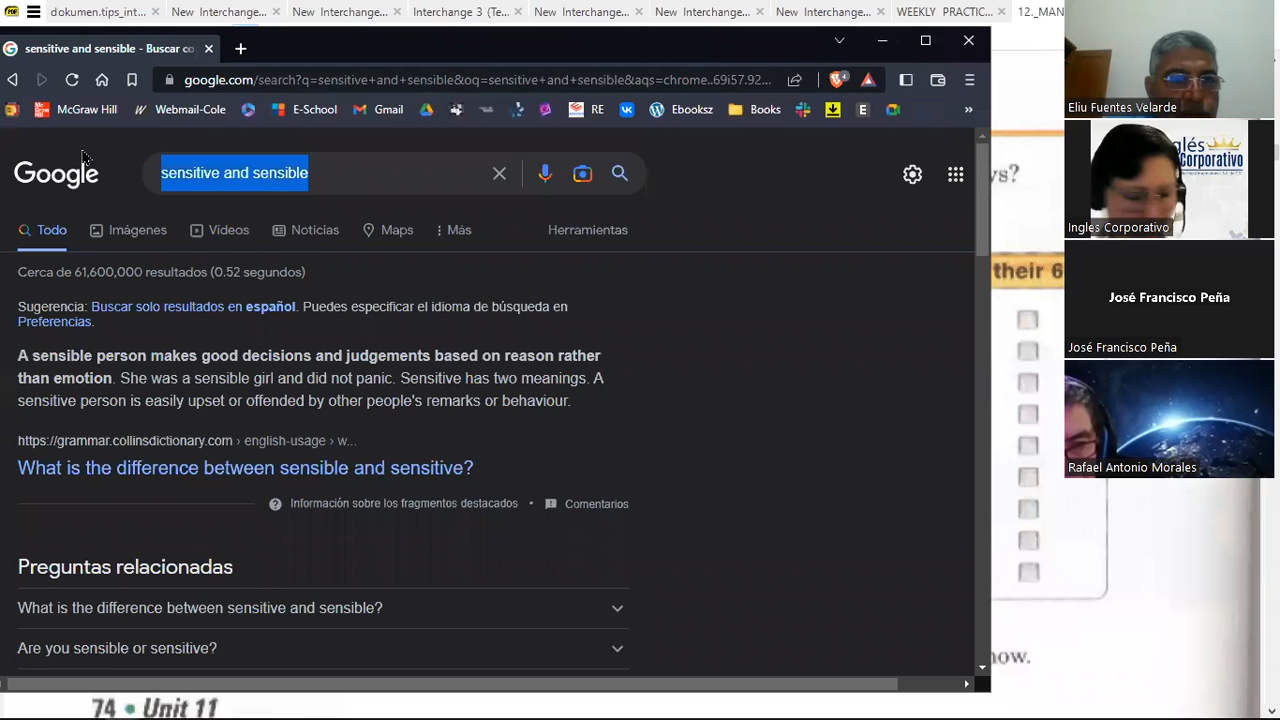 dokumen.tips_int...
New Interchange...
New Interchange...
Interchange 3 (Te...
New Interchange...
New Interchange...
New Interchange...
WEEKLY PRACTIC...
12._MAN
sensitive and sensible - Buscar co
google.com/search?q=sensitive+and+sensible&oq=sensitive+and+sensible&aqs=chrome..69i57.92...
4
McGraw Hill
Webmail-Cole
E-School
Gmail
RE
Ebookz
Books
Google
sensitive and sensible
Todo
Imágenes
Videos
Noticias
Maps
Más
Herramientas
Cerca de 61,600,000 resultados (0.52 segundos)
Sugerencia: Buscar solo resultados en español. Puedes especificar el idioma de búsqueda en
Preferencias.
A sensible person makes good decisions and judgements based on reason rather
than emotion. She was a sensible girl and did not panic. Sensitive has two meanings. A
sensitive person is easily upset or offended by other people's remarks or behaviour.
https://grammar.collinsdictionary.com › english-usage › w...
What is the difference between sensible and sensitive?
Información sobre los fragmentos destacados • Comentarios
Preguntas relacionadas
What is the difference between sensitive and sensible?
Are you sensible or sensitive?
ys?
their 6
now.
74 • Unit 11
Eliu Fuentes Velarde
Inglés
Corporativo
Ingles Corporativo
José Francisco Peña
José Francisco Peña
Rafael Antonio Morales